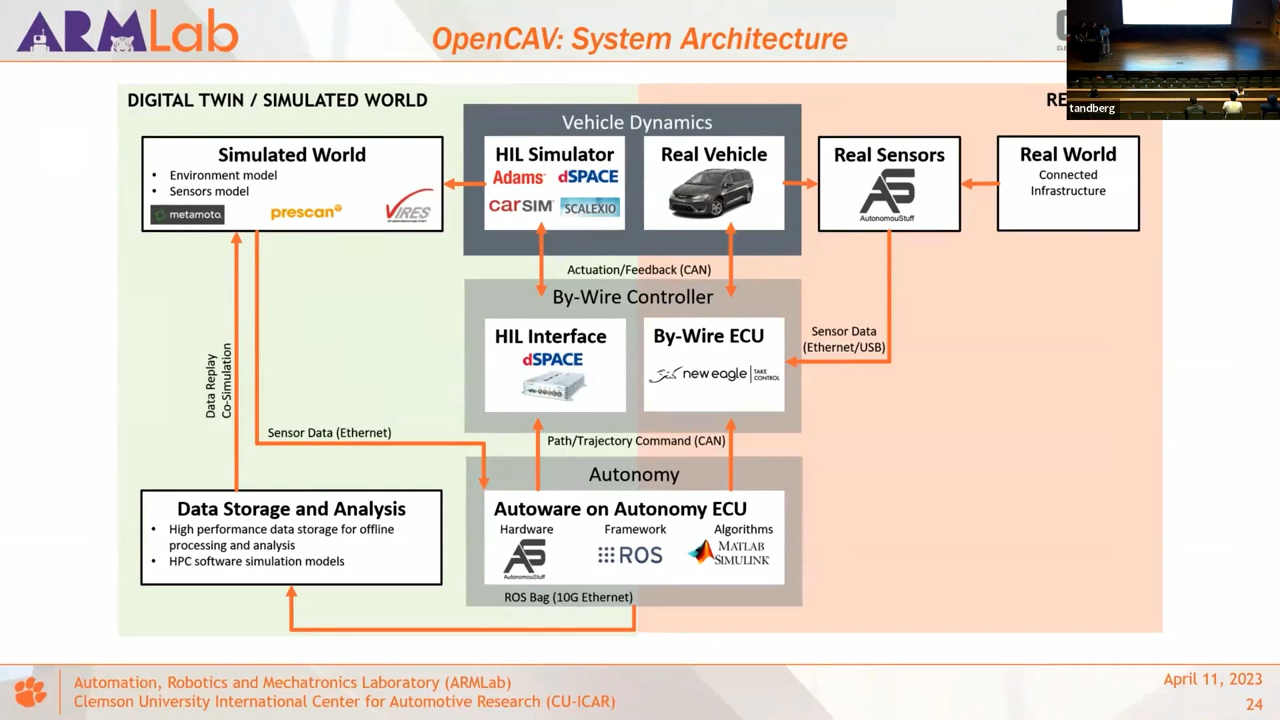 ARMLab
OpenCAV: System Architecture
tandberg
DIGITAL TWIN / SIMULATED WORLD
Simulated World
• Environment model
• Sensors model
metamoto
prescan
VIRES
Vehicle Dynamics
HIL Simulator
Adams
dSPACE
CARSIM
SCALEXIO
Real Vehicle
Real Sensors
AS
AutonomouStuff
Real World
Connected
Infrastructure
Actuation/Feedback (CAN)
By-Wire Controller
HIL Interface
dSPACE
By-Wire ECU
new eagle
TAKE
CONTROL
Sensor Data
(Ethernet/USB)
Data Replay
Co-Simulation
Sensor Data (Ethernet)
Path/Trajectory Command (CAN)
Autonomy
Autoware on Autonomy ECU
Hardware
Framework
Algorithms
AS
AutonomouStuff
ROS
MATLAB
SIMULINK
Data Storage and Analysis
• High performance data storage for offline
processing and analysis
• HPC software simulation models
ROS Bag (10G Ethernet)
Automation, Robotics and Mechatronics Laboratory (ARMLab)
Clemson University International Center for Automotive Research (CU-ICAR)
April 11, 2023
24